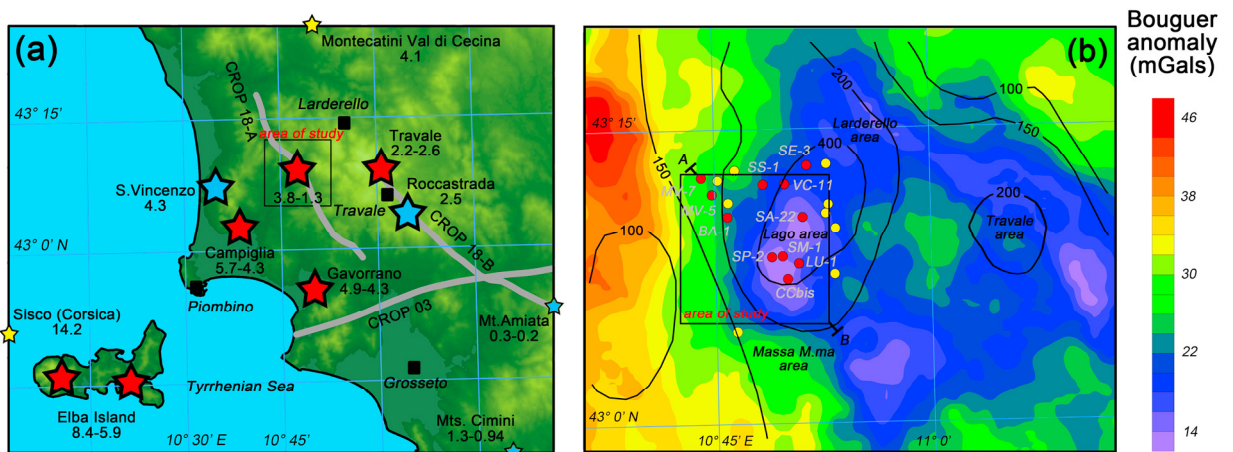 (a)
Montecatini Val di Cecina
4.1
CROP 18-A
Larderello
43° 15'
area of study
Travale
2.2-2.6
S.Vincenzo
4.3
3.8-1.3
Travale
Roccastrada
2.5
43° 0' N
Campiglia
5.7-4.3
CROP 18-B
Gavorrano
4.9-4.3
Piombino
CROP 03
Sisco (Corsica)
14.2
Mt.Amiata
0.3-0.2
Tyrrhenian Sea
Grosseto
Elba Island
8.4-5.9
10° 30' E
10° 45'
Mts. Cimini
1.3-0.94
(b)
200
100
150
43° 15'
Larderello
area
400
SE-3
A
SS-1
150
VC-11
MV-7
MV-5
BA-1
SA-22
Lago area
200
Travale
area
100
SP-2
SM-1
LU-1
CCbis
area of study
B
Massa M.ma
area
43° 0' N
10° 45' E
11° 0'
Bouguer
anomaly
(mGals)
46
38
30
22
14